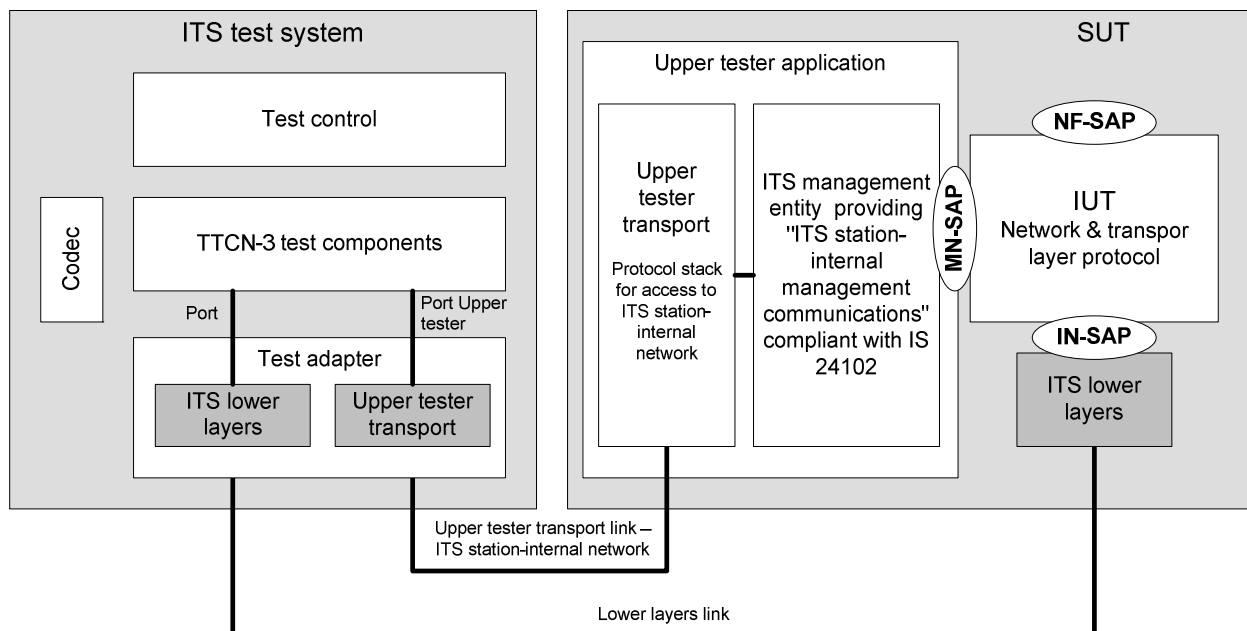 ITS test system
Test control
Codec
TTCN-3 test components
Port
Port Upper
tester
Test adapter
ITS lower
layers
Upper tester
transport
SUT
Upper tester application
Upper
tester
transport
Protocol stack
for access to
ITS station–
internal
network
ITS management
entity providing
"ITS station-
internal
management
communications"
compliant with IS
24102
NF-SAP
MN-SAP
IUT
Network & transpor
layer protocol
IN-SAP
ITS lower
layers
Upper tester transport link –
ITS station-internal network
Lower layers link